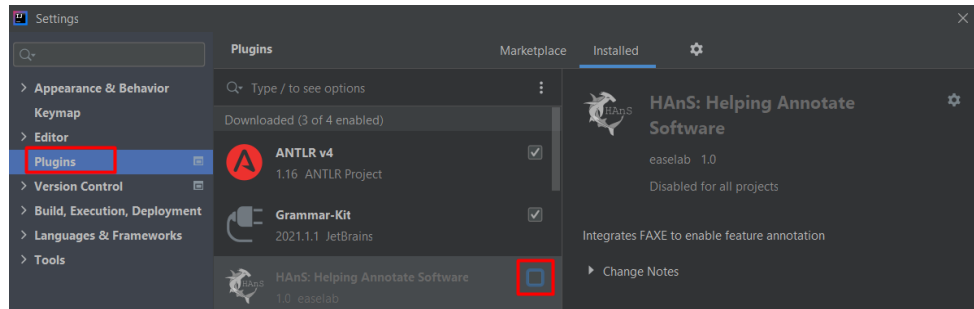 Settings
Plugins
Marketplace
Installed
Appearance & Behavior
Keymap
Editor
Plugins
Version Control
Build, Execution, Deployment
Languages & Frameworks
Tools
Type / to see options
Downloaded (3 of 4 enabled)
ANTLR v4
1.16 ANTLR Project
Grammar-Kit
2021.1.1 JetBrains
HAnS
HAnS: Helping Annotate Software
1.0 easelab
HAnS
HAnS: Helping Annotate
Software
easelab 1.0
Disabled for all projects
Integrates FAXE to enable feature annotation
Change Notes